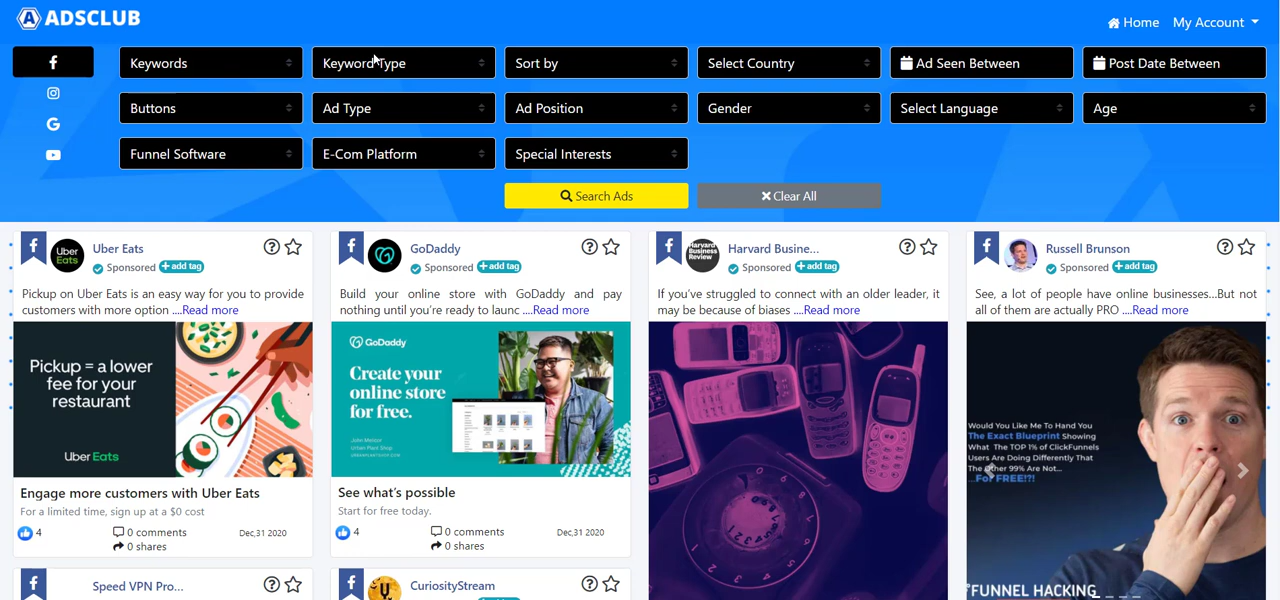 ADSCLUB
Home
My Account
Keywords
Keyword Type
Sort by
Select Country
Ad Seen Between
Post Date Between
Buttons
Ad Type
Ad Position
Gender
Select Language
Age
Funnel Software
E-Com Platform
Special Interests
Search Ads
Clear All
Uber Eats
Uber Eats
Sponsored
+ add tag
Pickup on Uber Eats is an easy way for you to provide
customers with more option ....Read more
Pickup = a lower
fee for your
restaurant
Uber Eats
Engage more customers with Uber Eats
For a limited time, sign up at a $0 cost
4
0 comments
0 shares
Dec,31 2020
GoDaddy
Sponsored
+ add tag
Build your online store with GoDaddy and pay
nothing until you're ready to launc ....Read more
GoDaddy
Create your
online store
for free.
See what's possible
Start for free today.
4
0 comments
0 shares
Dec,31 2020
Harvard
Business
Review
Harvard Busine...
Sponsored
+ add tag
If you've struggled to connect with an older leader, it
may be because of biases ....Read more
Russell Brunson
Sponsored
+ add tag
See, a lot of people have online businesses...But not
all of them are actually PRO ....Read more
Would You Like Me To Hand You
The Exact Blueprint Showing
What The TOP 1% of ClickFunnels
Users Are Doing Differently That
The Other 99% Are Not...
...For FREE!?!
"FUNNEL HACKING
Speed VPN Pro...
CuriosityStream